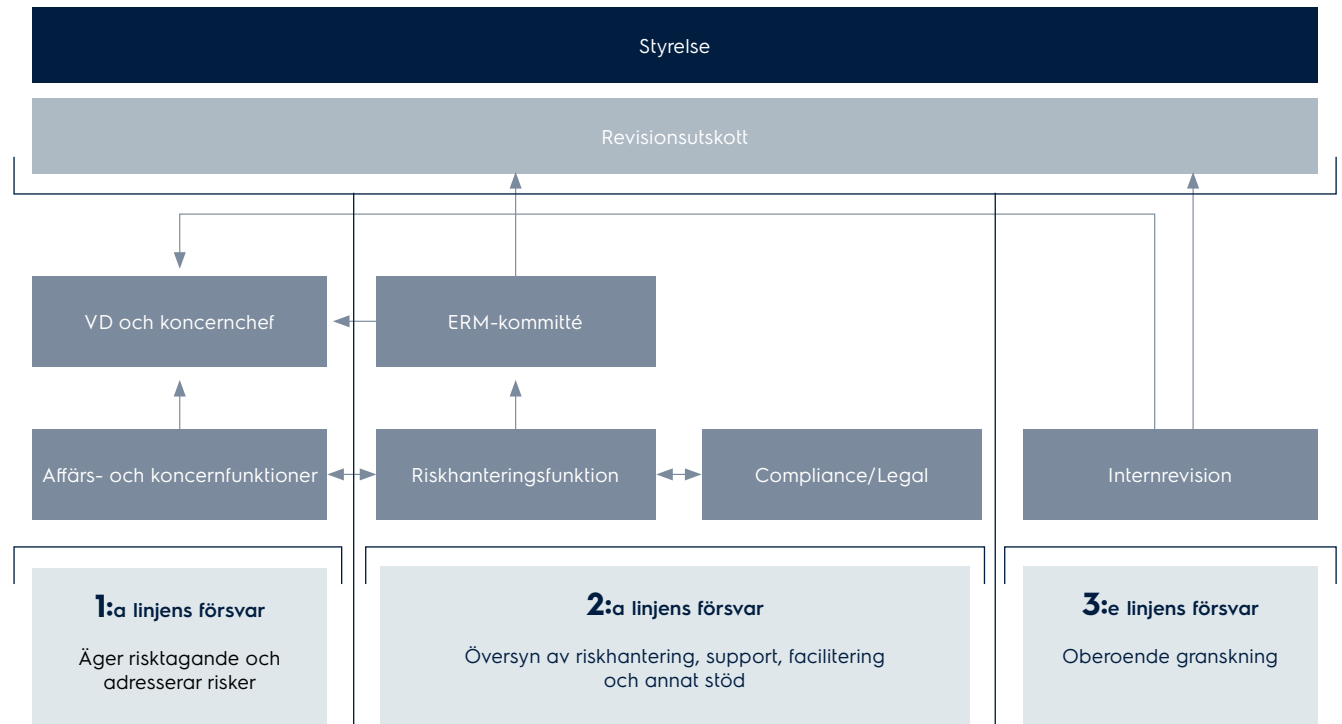 Styrelse
Revisionsutskott
VD och koncernchef
ERM-kommitté
Affärs- och koncernfunktioner
Riskhanteringsfunktion
Compliance/Legal
Internrevision
1:a linjens försvar
Äger risktagande och
adresserar risker
2:a linjens försvar
Översyn av riskhantering, support, facilitering
och annat stöd
3:e linjens försvar
Oberoende granskning